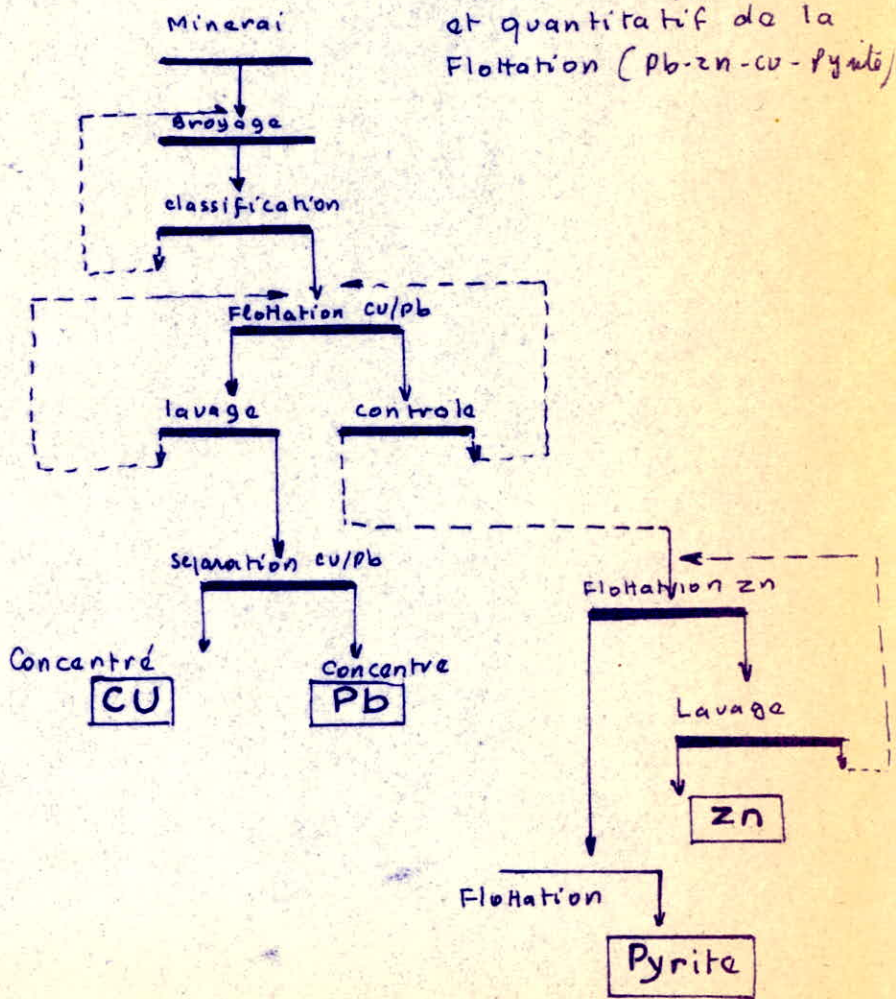 Minerai
et quantitatif de la
Flottation (Pb-zn-cu-Pyrite)
Broyage
classification
Flottation cu/pb
lavage
controle
Separation cu/pb
Flottation zn
Concentré
CU
concentre
Pb
Lavage
Zn
Flottation
Pyrite